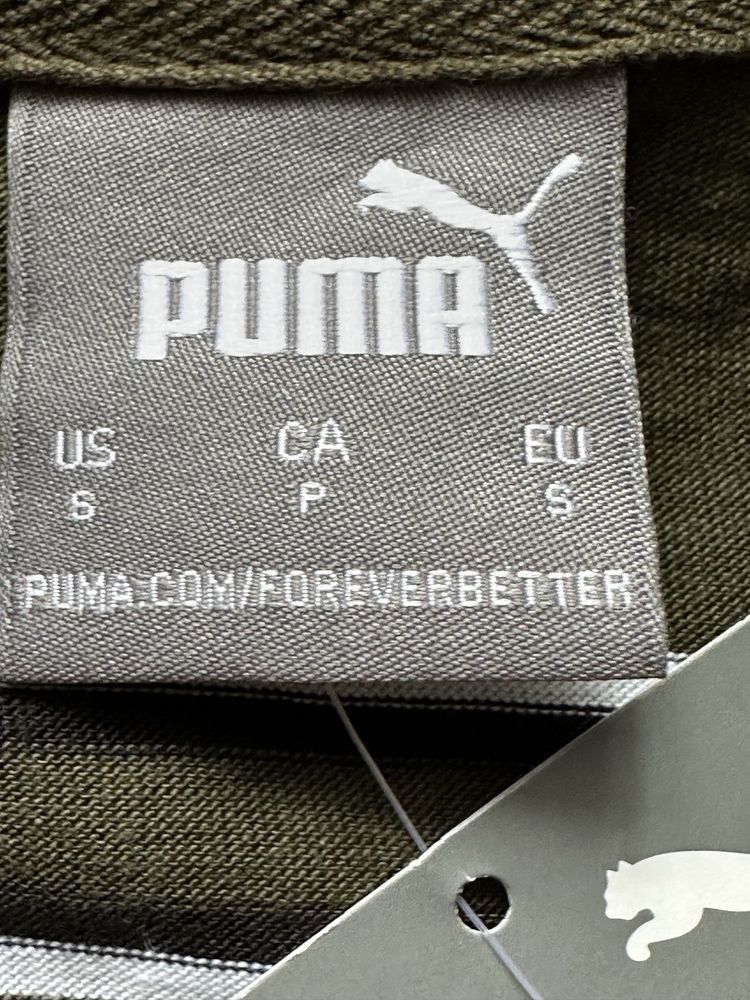 PUMA
US CA EU
S P S
PUMA.COM/FOREVERBETTER